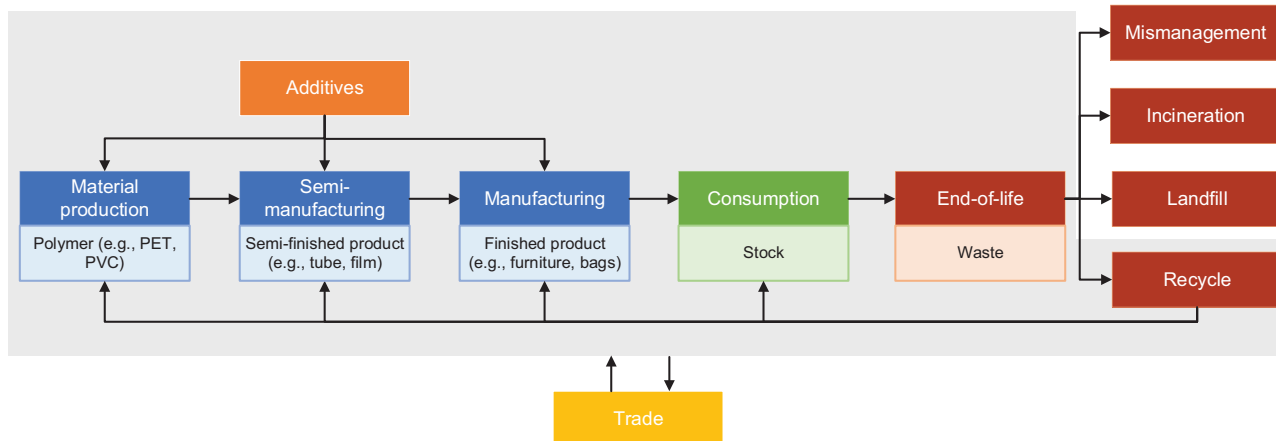 Mismanagement
Additives
Incineration
Material
production
Semi-
manufacturing
Manufacturing
Consumption
End-of-life
Landfill
Polymer (e.g., PET,
PVC)
Semi-finished product
(e.g., tube, film)
Finished product
(e.g., furniture, bags)
Stock
Waste
Recycle
Trade